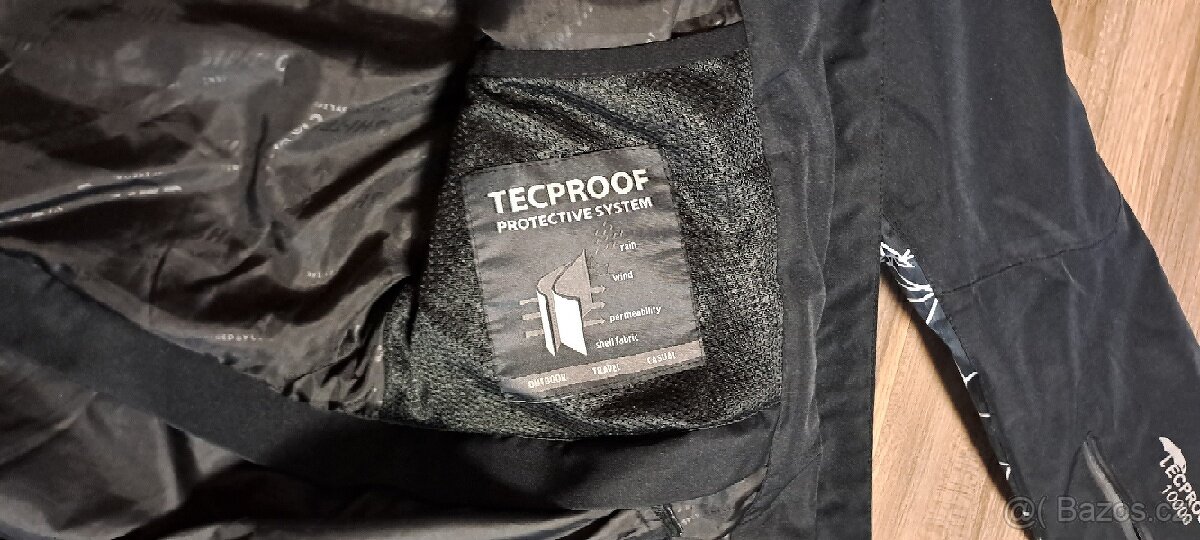 TECPROOF
PROTECTIVE SYSTEM
rain
wind
permeability
shell fabric
OUTDOOR TRAVEL CASUAL
TECPRO
10000
@( Bazos.cz